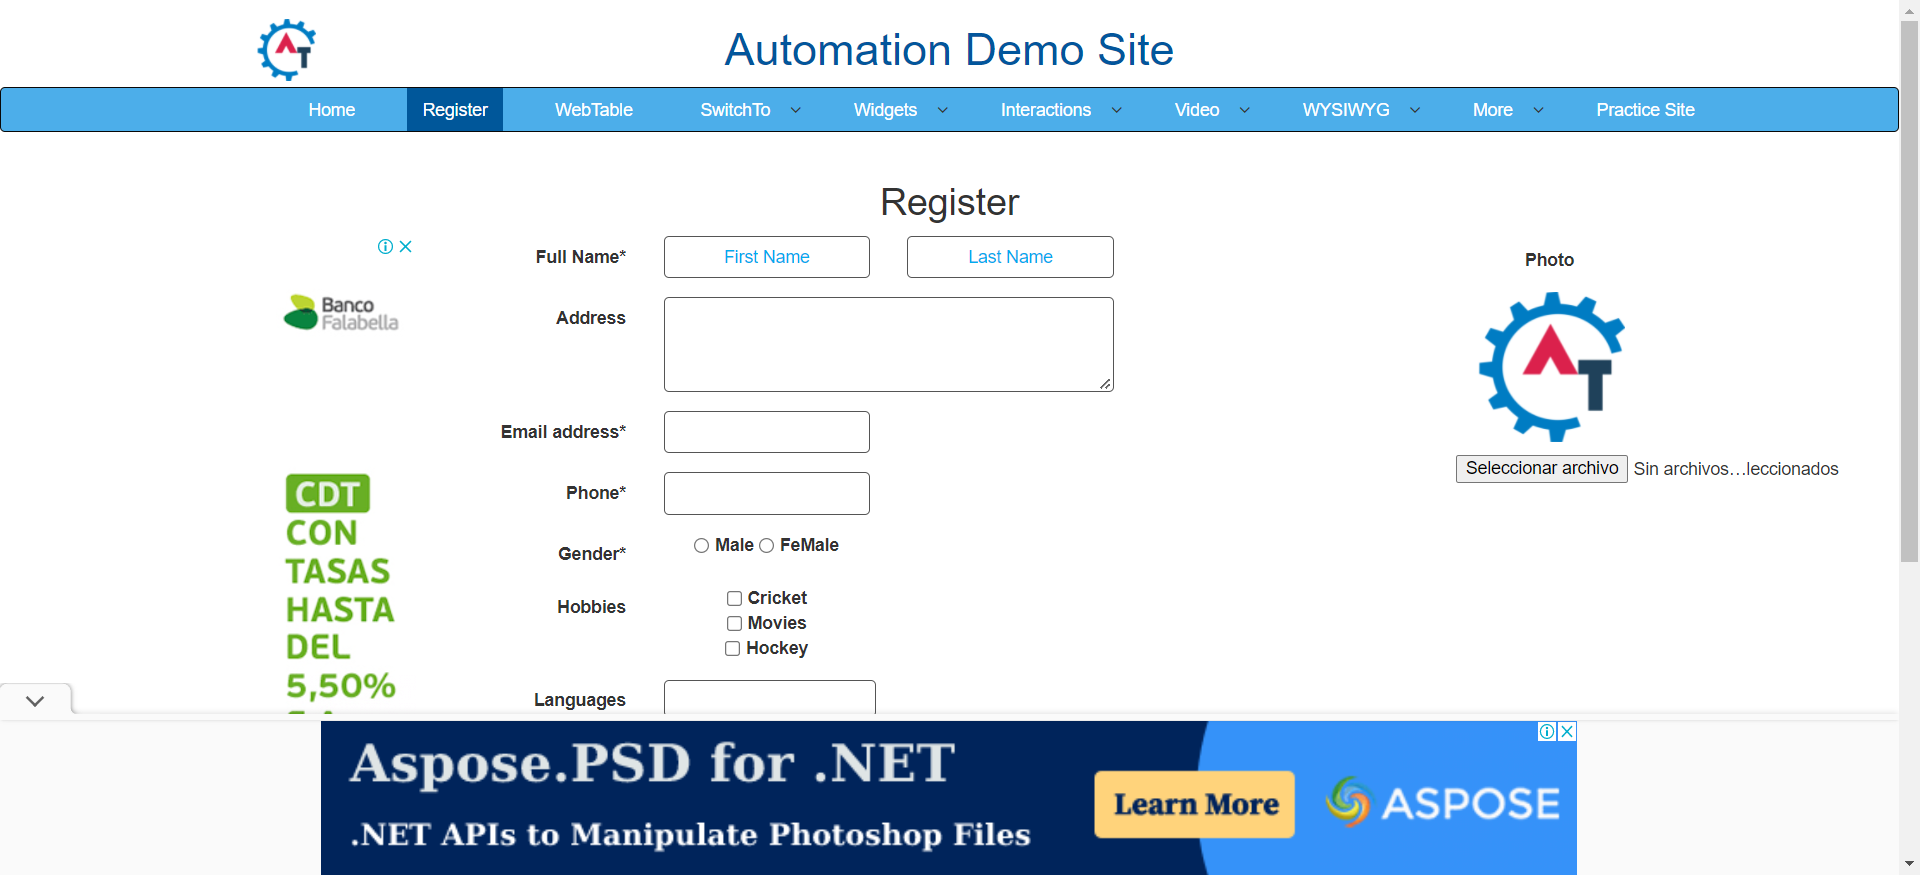 AT
Automation Demo Site
Home Register WebTable SwitchTo Widgets Interactions Video WYSIWYG More Practice Site
Register
Full Name* First Name Last Name
Photo
Banco
Falabella
Address
AT
Email address*
Seleccionar archivo Sin archivos…leccionados
Phone*
CDT
CON
TASAS
HASTA
DEL
5,50%
Gender* Male FeMale
Hobbies Cricket
Movies
Hockey
Languages
Aspose.PSD for .NET
.NET APIs to Manipulate Photoshop Files
Learn More
ASPOSE